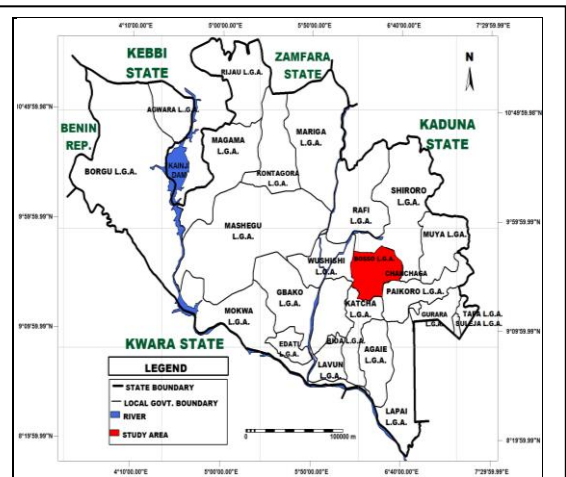 4°10'00.00"E
5°00'00.00"E
5°50'00.00"E
6°40'00.00"E
7°29'59.99"E
KEBBI
STATE
ZAMFARA
STATE
RIJAU L.G.A.
N
10°49'59.98"N
10°49'59.98"N
AGWARA L.G.A.
BENIN
REP.
MAGAMA
L.G.A.
MARIGA
L.G.A.
KADUNA
STATE
KAINJI
DAM
BORGU L.G.A.
KONTAGORA
L.G.A.
SHIRORO
L.G.A.
RAFI
L.G.A.
9°59'59.99"N
9°59'59.99"N
MASHEGU
L.G.A.
MUYA L.GA.
WUSHISHI
L.G.A.
BOSSO L.G.A.
CHANCHAGA
GBAKO
L.G.A.
PAIKORO L.G.A.
KATCHA
L.G.A.
MOKWA
L.G.A.
GURARA
L.G.A.
TAFA L.G.A.
SULEJA L.G.A.
9°09'59.99"N
9°09'59.99"N
KWARA STATE
EDATI
L.G.A.
BIDA L.G.A.
AGAIE
L.G.A.
LAVUN
L.G.A.
LEGEND
STATE BOUNDARY
LOCAL GOVT. BOUNDARY
RIVER
STUDY AREA
LAPAI
L.G.A.
0
100000 m
8°19'59.99"N
8°19'59.99"N
4°10'00.00"E
5°00'00.00"E
5°50'00.00"E
6°40'00.00"E
7°29'59.99"E